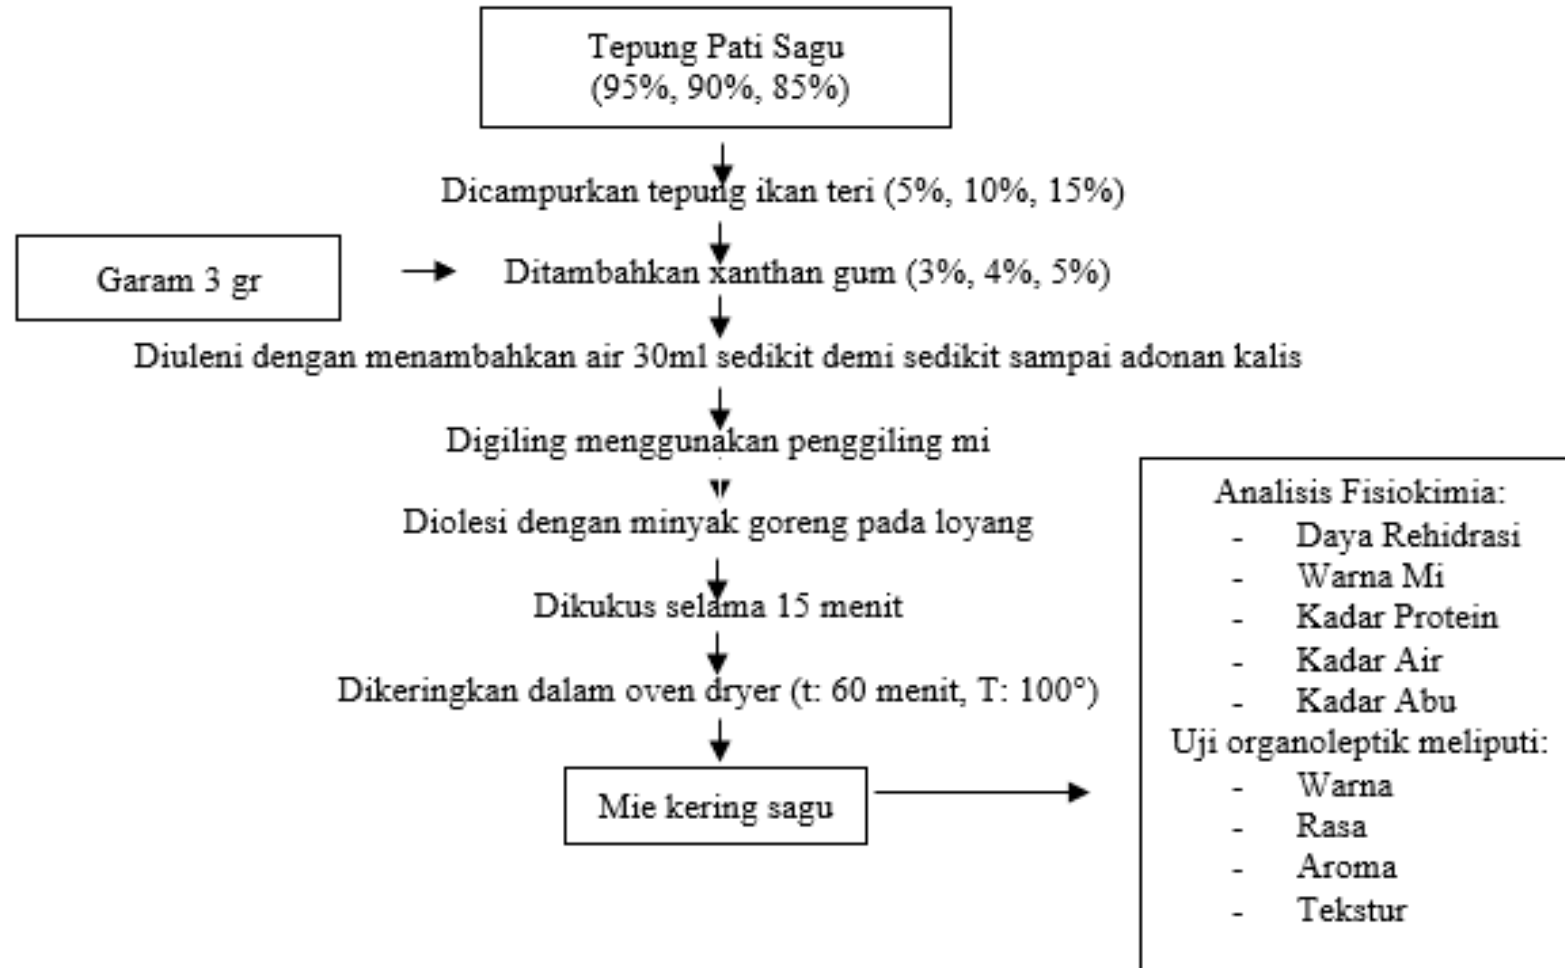 Tepung Pati Sagu
(95%, 90%, 85%)
Dicampurkan tepung ikan teri (5%, 10%, 15%)
Garam 3 gr
Ditambahkan xanthan gum (3%, 4%, 5%)
Diuleni dengan menambahkan air 30ml sedikit demi sedikit sampai adonan kalis
Digiling menggunakan penggiling mi
Diolesi dengan minyak goreng pada loyang
Dikukus selama 15 menit
Dikeringkan dalam oven dryer (t: 60 menit, T: 100°)
Mie kering sagu
Analisis Fisiokimia:
- Daya Rehidrasi
- Warna Mi
- Kadar Protein
- Kadar Air
- Kadar Abu
Uji organoleptik meliputi:
- Warna
- Rasa
- Aroma
- Tekstur